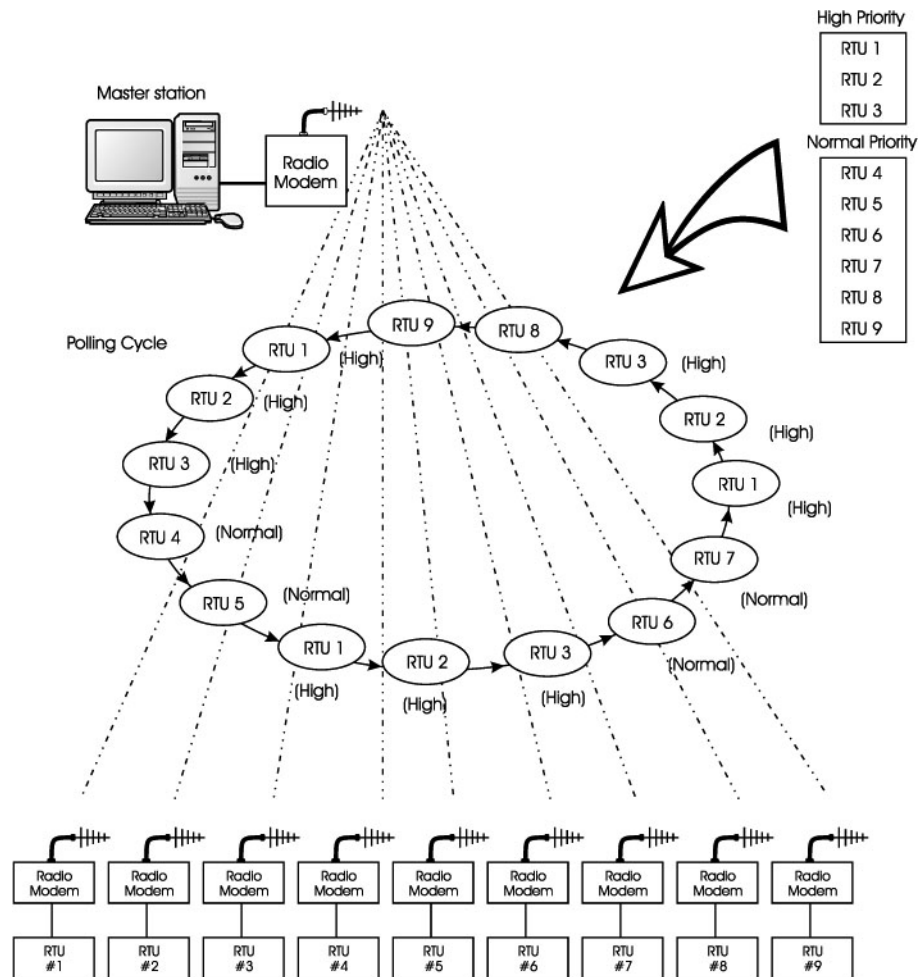 High Priority
RTU 1
RTU 2
RTU 3
Normal Priority
RTU 4
RTU 5
RTU 6
RTU 7
RTU 8
RTU 9
Master station
Radio
Modem
Polling Cycle
RTU 1
(High)
RTU 2
(High)
RTU 3
(High)
RTU 4
(Normal)
RTU 5
(Normal)
RTU 1
(High)
RTU 2
(High)
RTU 3
(High)
RTU 6
(Normal)
RTU 7
(Normal)
RTU 1
(High)
RTU 2
(High)
RTU 3
(High)
RTU 8
RTU 9
Radio
Modem
Radio
Modem
Radio
Modem
Radio
Modem
Radio
Modem
Radio
Modem
Radio
Modem
Radio
Modem
Radio
Modem
RTU
#1
RTU
#2
RTU
#3
RTU
#4
RTU
#5
RTU
#6
RTU
#7
RTU
#8
RTU
#9